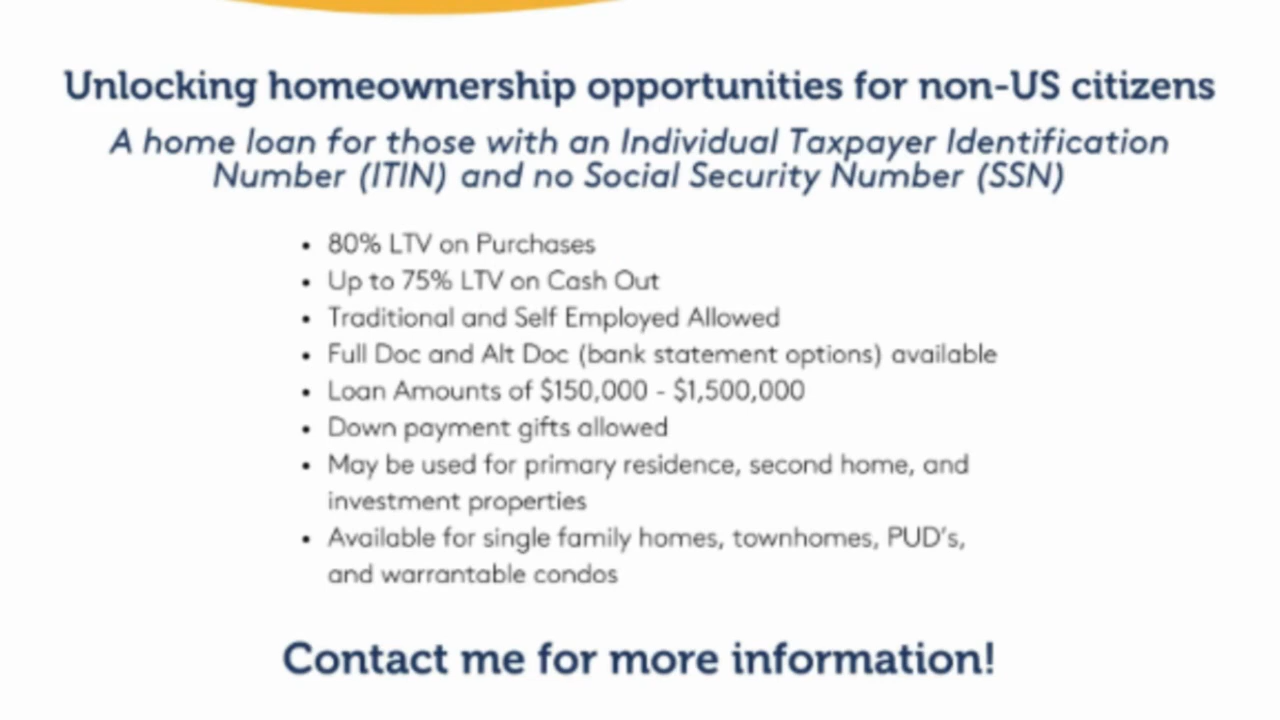 Unlocking homeownership opportunities for non-US citizens
A home loan for those with an Individual Taxpayer Identification
Number (ITIN) and no Social Security Number (SSN)
• 80% LTV on Purchases
• Up to 75% LTV on Cash Out
• Traditional and Self Employed Allowed
• Full Doc and Alt Doc (bank statement options) available
• Loan Amounts of $150,000 - $1,500,000
• Down payment gifts allowed
• May be used for primary residence, second home, and
investment properties
• Available for single family homes, townhomes, PUD's,
and warrantable condos
Contact me for more information!